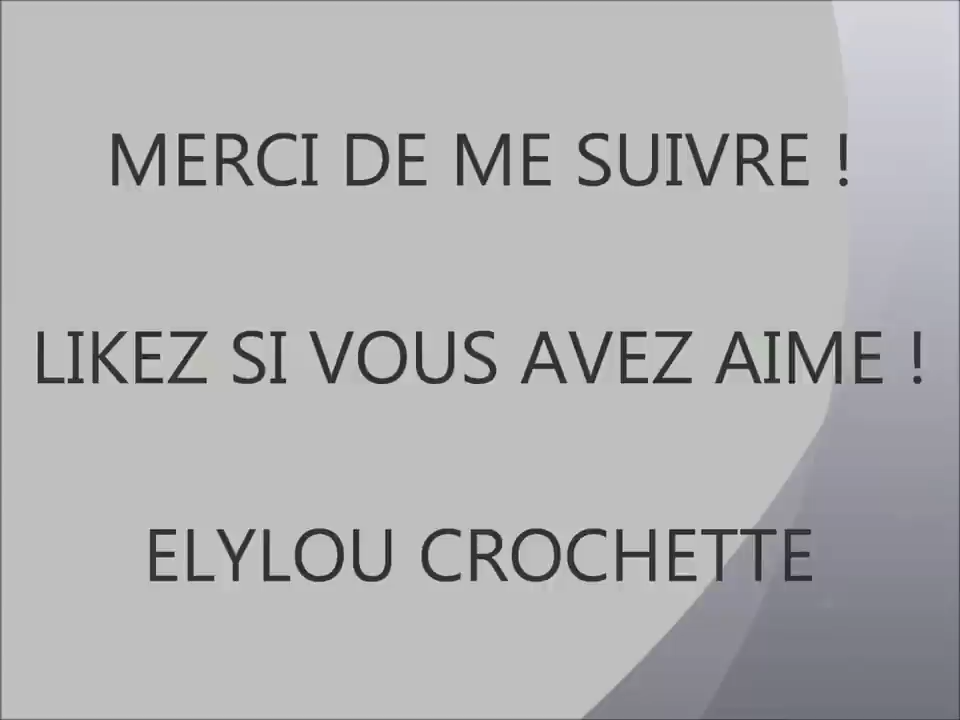 MERCI DE ME SUIVRE !
LIKEZ SI VOUS AVEZ AIME !
ELYLOU CROCHETTE